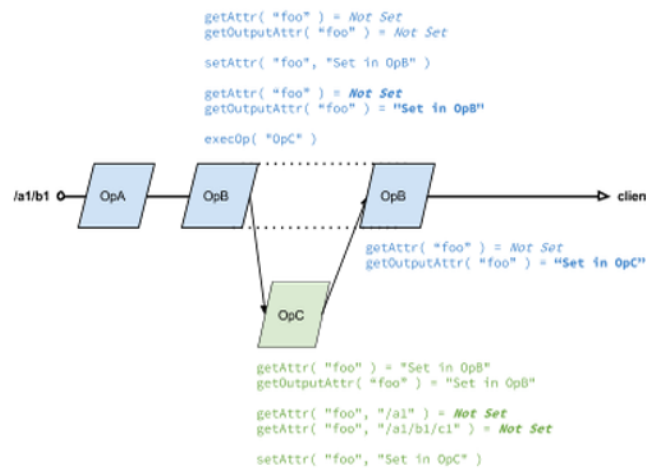 getAttr( "foo" ) = Not Set
getOutputAttr( "foo" ) = Not Set
setAttr( "foo", "Set in OpB" )
getAttr( "foo" ) = Not Set
getOutputAttr( "foo" ) = "Set in OpB"
execOp( "OpC" )
/a1/b1
OpA
OpB
OpB
clien
getAttr( "foo" ) = Not Set
getOutputAttr( "foo" ) = "Set in OpC"
OpC
getAttr( "foo" ) = "Set in OpB"
getOutputAttr( "foo" ) = "Set in OpB"
getAttr( "foo", "/a1" ) = Not Set
getAttr( "foo", "/a1/b1/c1" ) = Not Set
setAttr( "foo", "Set in OpC" )